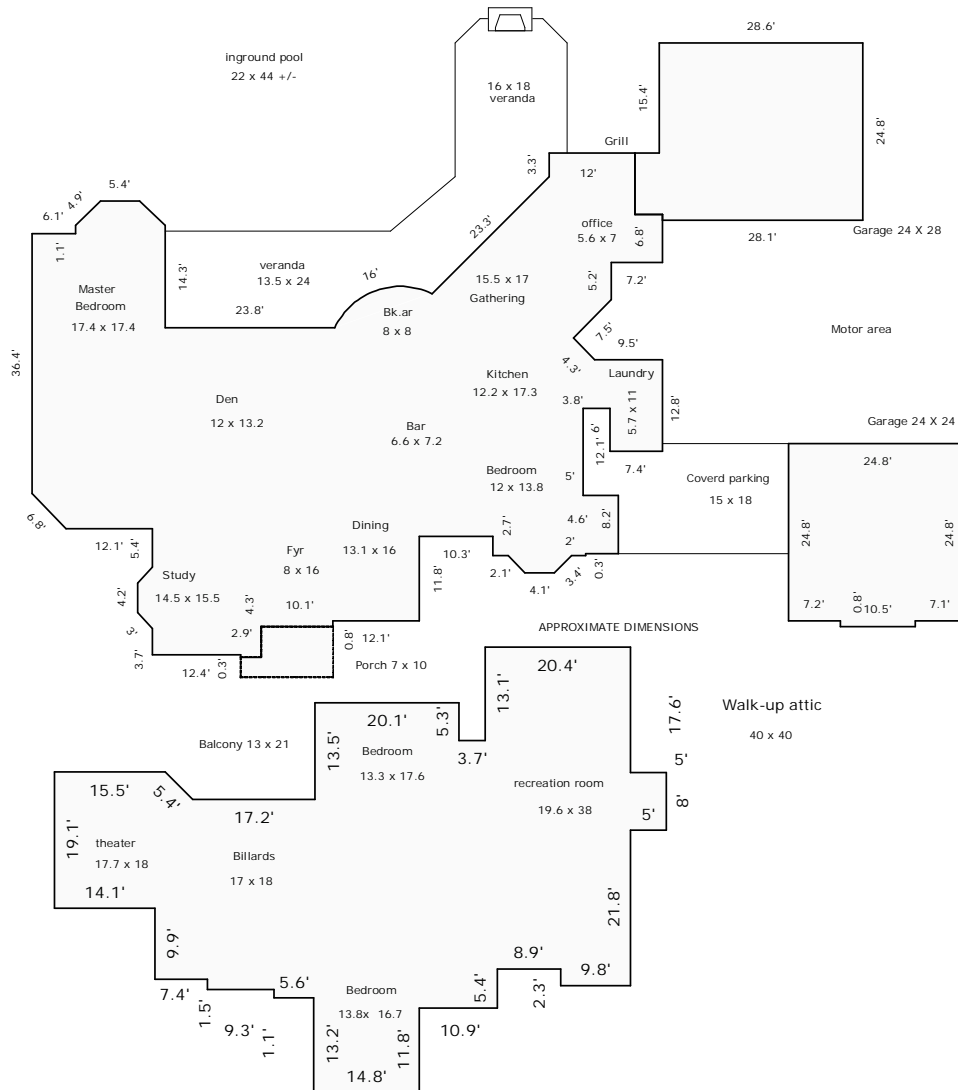 28.6'
inground pool
22 x 44 +/-
16 x 18
veranda
15.4'
24.8'
Grill
3.3'
12'
5.4'
4.9'
6.1'
1.1'
23.3'
office
5.6 x 7
6.8'
28.1'
Garage 24 X 28
14.3'
veranda
13.5 x 24
16'
15.5 x 17
Gathering
5.2'
7.2'
Master
Bedroom
17.4 x 17.4
23.8'
Bk.ar
8 x 8
7.5'
9.5'
Motor area
36.4'
4.3'
Kitchen
12.2 x 17.3
Laundry
5.7 x 11
12.8'
3.8'
Den
12 x 13.2
Bar
6.6 x 7.2
6'
12.1'
Garage 24 X 24
24.8'
Bedroom
12 x 13.8
5'
7.4'
Coverd parking
15 x 18
6.8'
12.1'
5.4'
Dining
13.1 x 16
10.3'
2.7'
4.6'
8.2'
2'
24.8'
24.8'
Fyr
8 x 16
11.8'
2.1'
4.1'
3.4'
0.3'
Study
14.5 x 15.5
4.2'
4.3'
10.1'
7.2'
0.8'
10.5'
7.1'
3'
3.7'
2.9'
12.4'
0.3'
0.8'
12.1'
Porch 7 x 10
APPROXIMATE DIMENSIONS
20.4'
13.1'
17.6'
Walk-up attic
40 x 40
20.1'
5.3'
Balcony 13 x 21
13.5'
Bedroom
13.3 x 17.6
3.7'
5'
recreation room
19.6 x 38
5'
8'
15.5'
5.4'
17.2'
19.1'
theater
17.7 x 18
Billards
17 x 18
14.1'
21.8'
9.9'
8.9'
9.8'
7.4'
1.5'
5.6'
Bedroom
13.8x 16.7
5.4'
2.3'
9.3'
1.1'
13.2'
11.8'
10.9'
14.8'